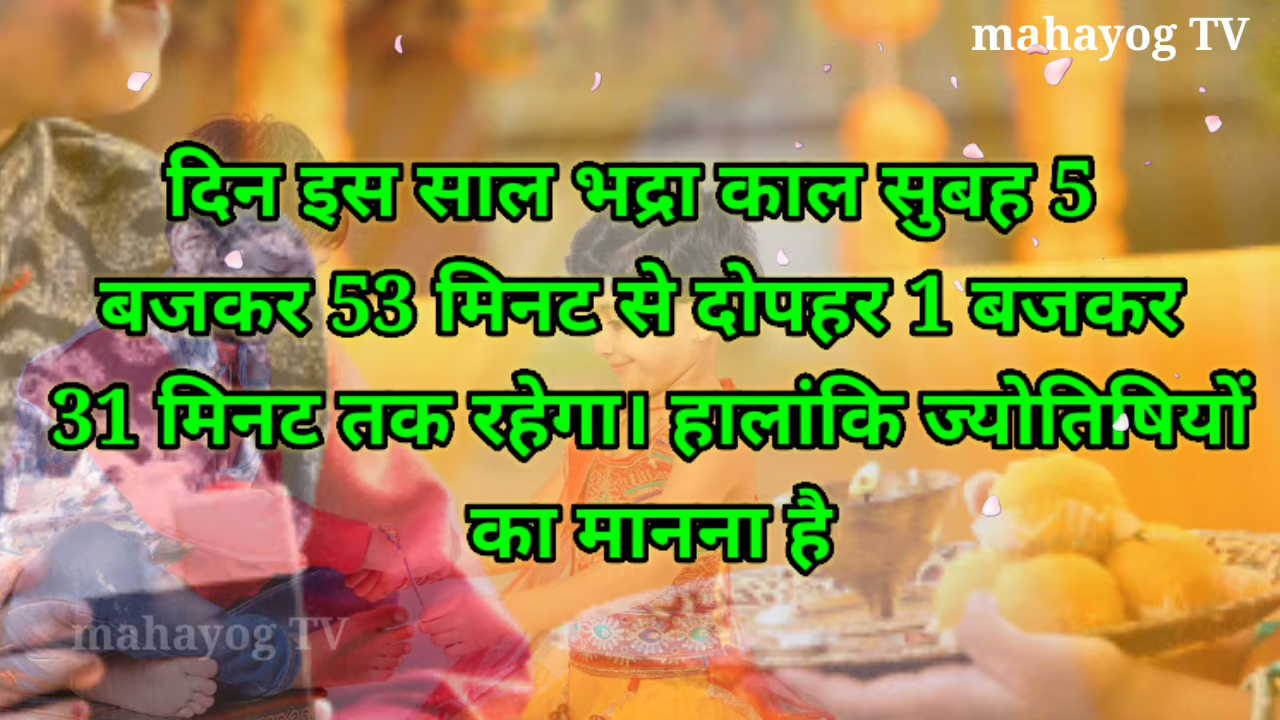 mahayog TV
दिन इस साल भद्रा काल सुबह 5
बजकर 53 मिनट से दोपहर 1 बजकर
31 मिनट तक रहेगा। हालांकि ज्योतिषियों
का मानना है
mahayog TV